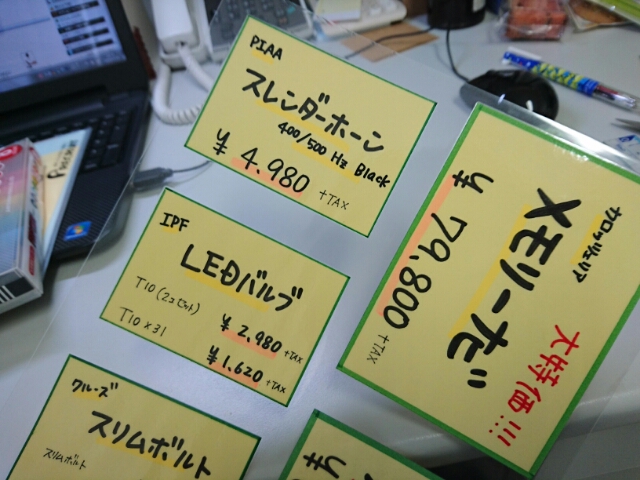 PIAA
スレンダーホーン
400/500 Hz Black
¥4.980 +TAX
IPF
LEDバルブ
T10(2コセット) ¥2.980 +TAX
T10×31 ¥1.620 +TAX
カロッツェリア
メモリーナビ
大特価!!!
¥79,800 +TAX
クルーズ
スリムボルト
スリムボルト
¥